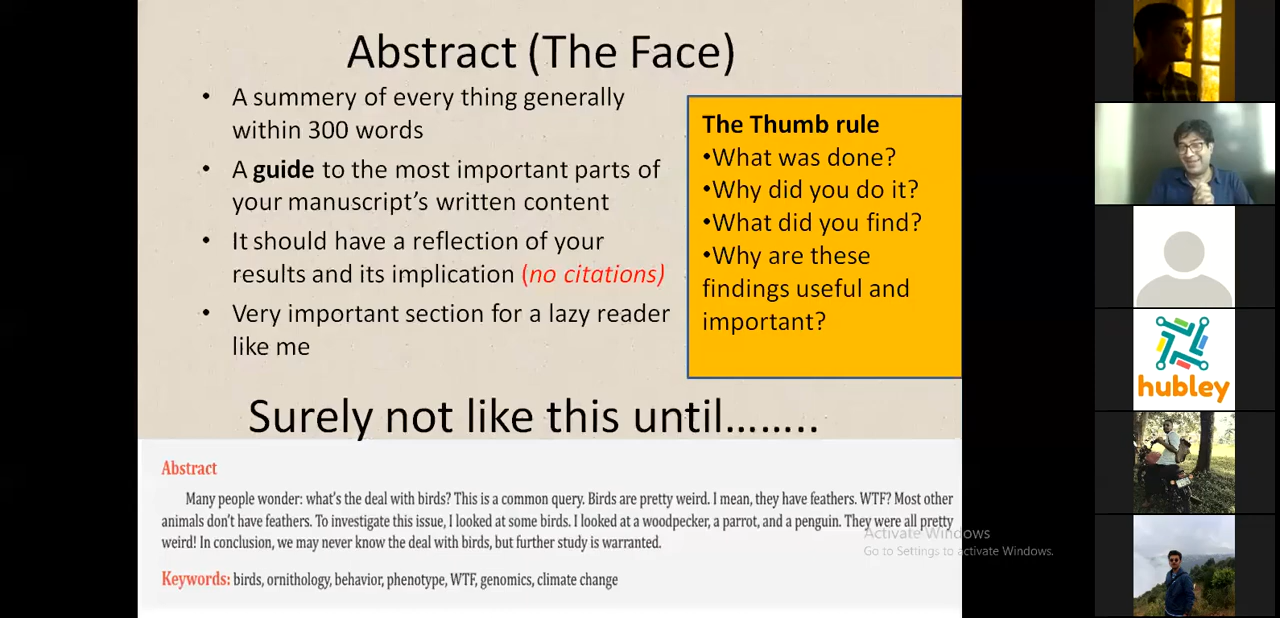 Abstract (The Face)
• A summery of every thing generally
within 300 words
• A guide to the most important parts of
your manuscript's written content
• It should have a reflection of your
results and its implication (no citations)
• Very important section for a lazy reader
like me
The Thumb rule
•What was done?
•Why did you do it?
•What did you find?
•Why are these
findings useful and
important?
Surely not like this until……..
Abstract
Many people wonder: what's the deal with birds? This is a common query. Birds are pretty weird. I mean, they have feathers. WTF? Most other
animals don't have feathers. To investigate this issue, I looked at some birds. I looked at a woodpecker, a parrot, and a penguin. They were all pretty
weird! In conclusion, we may never know the deal with birds, but further study is warranted.
Keywords: birds, ornithology, behavior, phenotype, WTF, genomics, climate change
Activate Windows
Go to Settings to activate Windows.
hubley